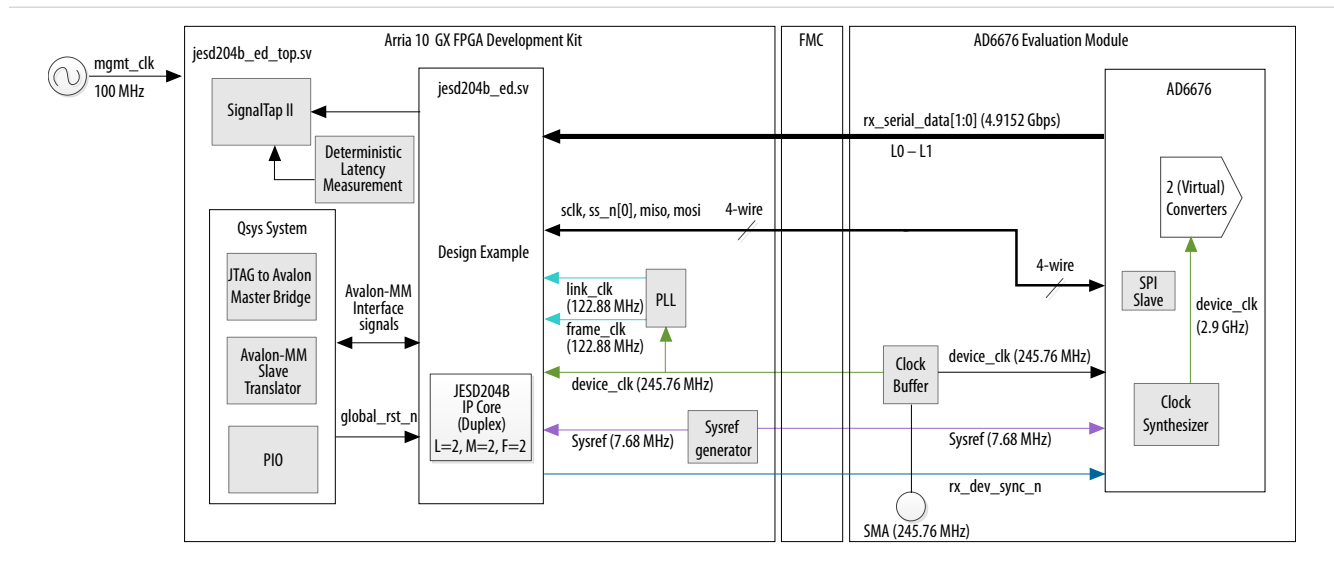 Arria 10 GX FPGA Development Kit
FMC
AD6676 Evaluation Module
mgmt_clk
100 MHz
jesd204b_ed_top.sv
SignalTap II
Deterministic
Latency
Measurement
jesd204b_ed.sv
Design Example
AD6676
rx_serial_data[1:0] (4.9152 Gbps)
L0 – L1
2 (Virtual)
Converters
sclk, ss_n[0], miso, mosi
4-wire
4-wire
SPI
Slave
device_clk
(2.9 GHz)
Qsys System
JTAG to Avalon
Master Bridge
Avalon-MM
Interface
signals
Avalon-MM
Slave
Translator
PIO
global_rst_n
link_clk
(122.88 MHz)
frame_clk
(122.88 MHz)
PLL
device_clk (245.76 MHz)
Clock
Buffer
device_clk (245.76 MHz)
Clock
Synthesizer
JESD204B
IP Core
(Duplex)
L=2, M=2, F=2
Sysref (7.68 MHz)
Sysref
generator
Sysref (7.68 MHz)
rx_dev_sync_n
SMA (245.76 MHz)